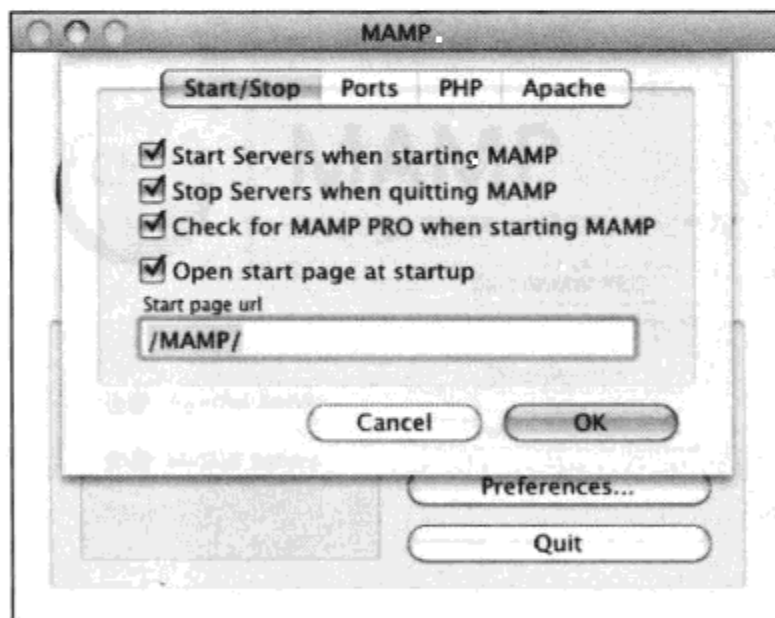 MAMP
Start/Stop Ports PHP Apache
Start Servers when starting MAMP
Stop Servers when quitting MAMP
Check for MAMP PRO when starting MAMP
Open start page at startup
Start page url
/MAMP/
Cancel OK
Preferences...
Quit